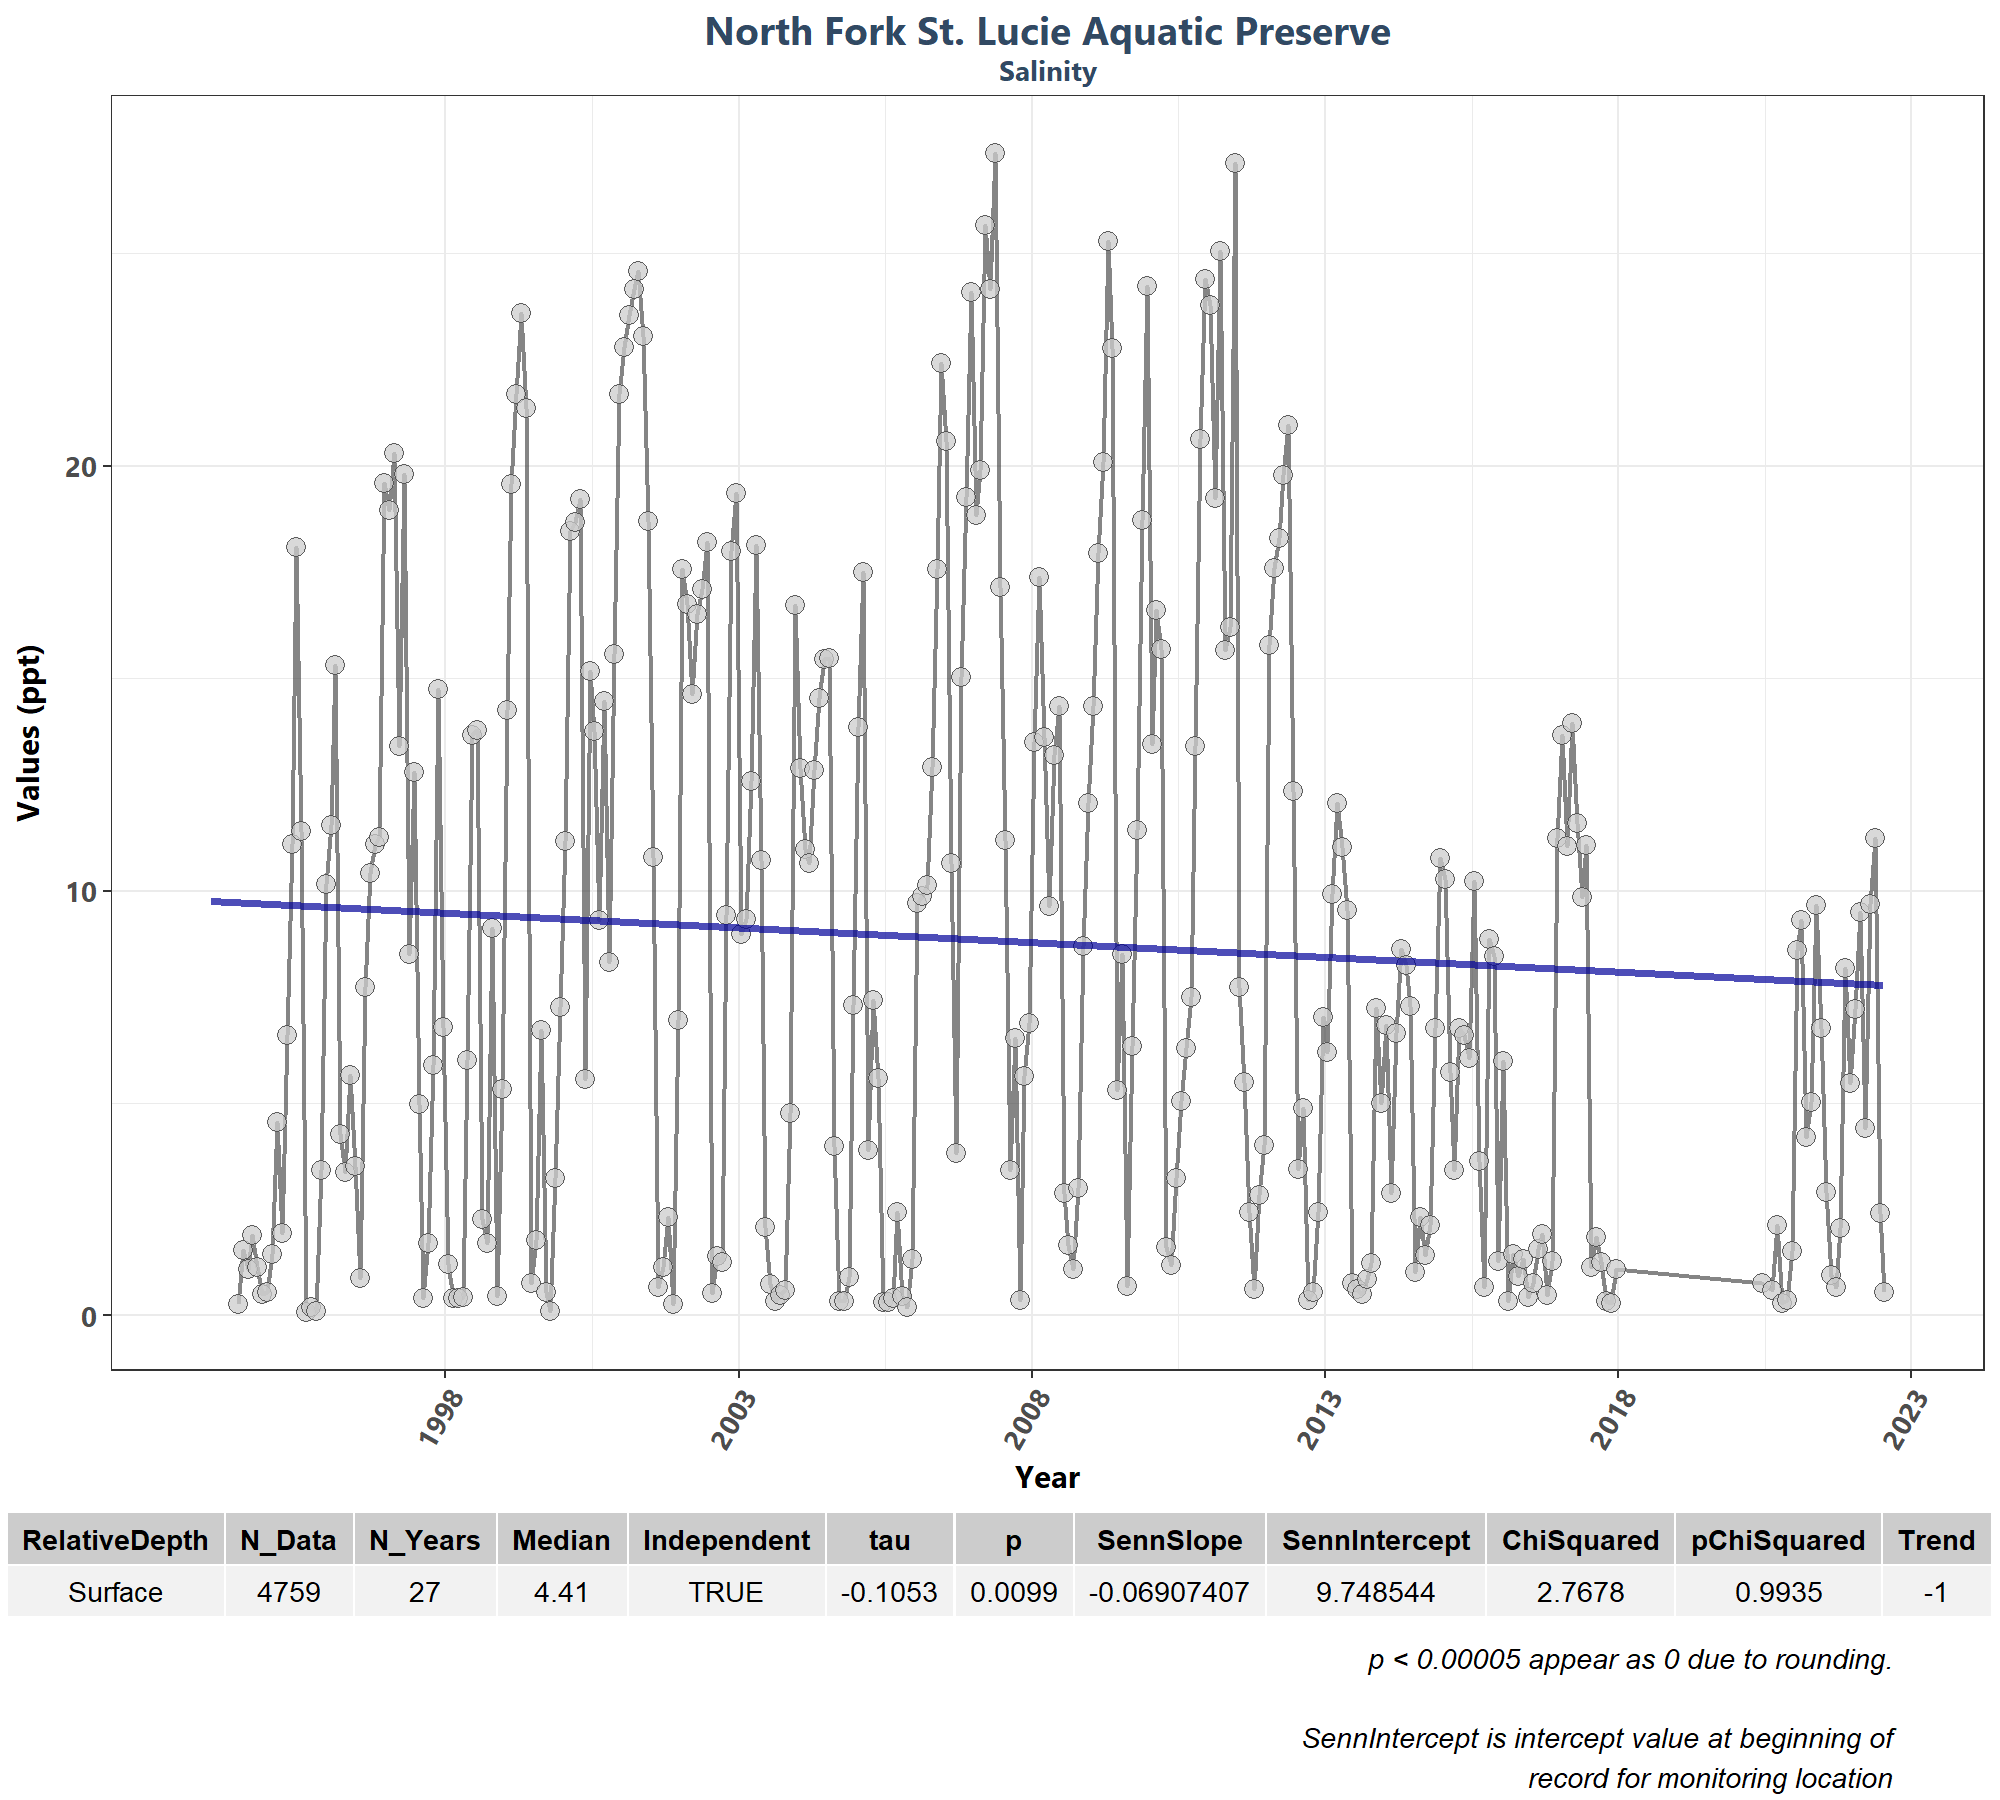 North Fork St. Lucie Aquatic Preserve
Salinity
Values (ppt)
20
10
0
1998 2003 2008 2013 2018 2023
Year
RelativeDepth N_Data N_Years Median Independent tau p SennSlope SennIntercept ChiSquared pChiSquared Trend
Surface 4759 27 4.41 TRUE -0.1053 0.0099 -0.06907407 9.748544 2.7678 0.9935 -1
p < 0.00005 appear as 0 due to rounding.
SennIntercept is intercept value at beginning of
record for monitoring location